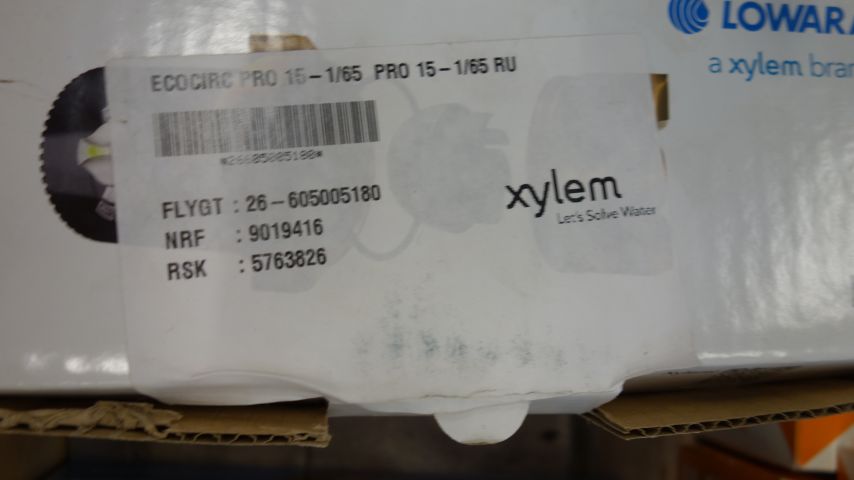 LOWARA
a xylem bran
ECOCIRC PRO 15-1/65 PRO 15-1/65 RU
*26605005180*
FLYGT : 26-605005180
NRF : 9019416
RSK : 5763826
xylem
Let's Solve Water